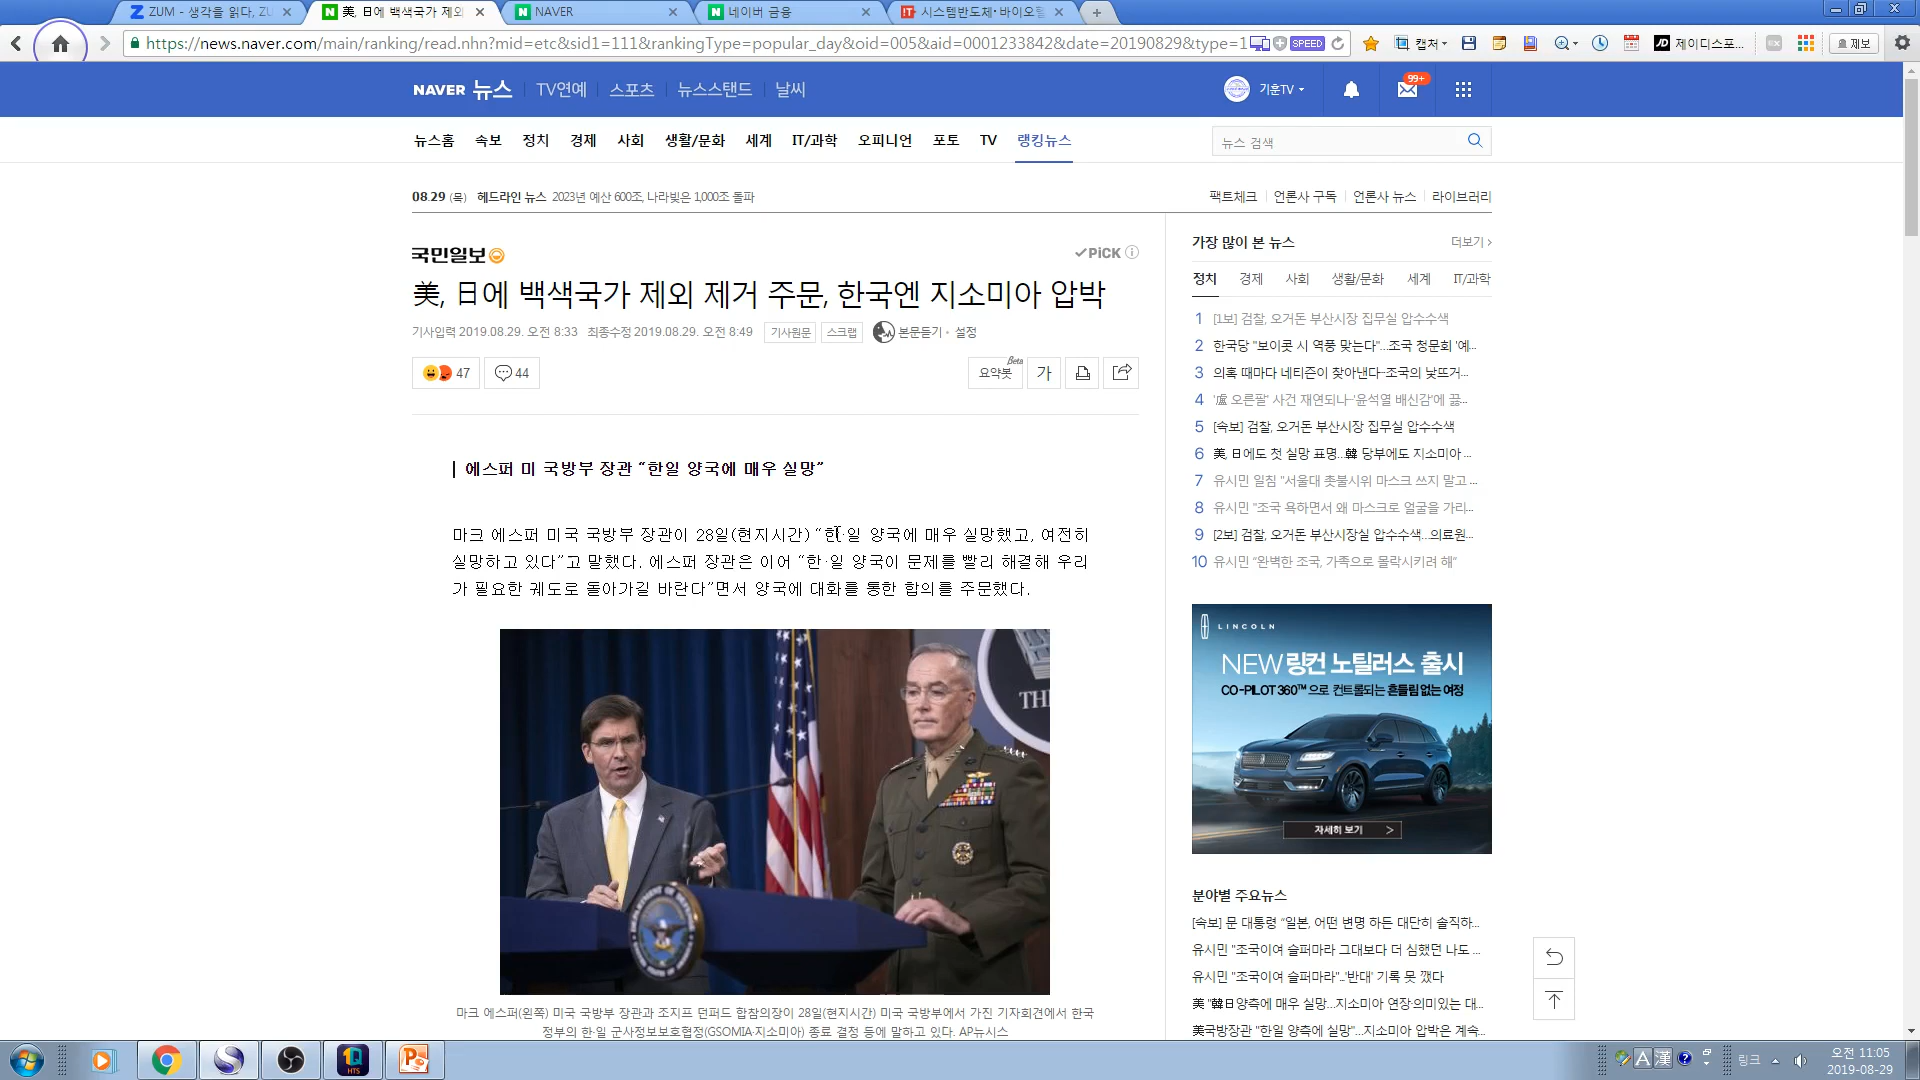 ZUM - 생각을 읽다, ZU
美, 日에 백색국가 제외
NAVER
네이버 금융
시스템반도체·바이오헬
https://news.naver.com/main/ranking/read.nhn?mid=etc&sid1=111&rankingType=popular_day&oid=005&aid=0001233842&date=20190829&type=1
SPEED
캡처
제이디스포...
제보
NAVER 뉴스 TV연예 스포츠 뉴스스탠드 날씨
기훈TV
99+
뉴스홈 속보 정치 경제 사회 생활/문화 세계 IT/과학 오피니언 포토 TV 랭킹뉴스
뉴스 검색
08.29 (목) 헤드라인 뉴스 2023년 예산 600조, 나라빚은 1,000조 돌파
팩트체크 언론사 구독 언론사 뉴스 라이브러리
국민일보
PiCK
美, 日에 백색국가 제외 제거 주문, 한국엔 지소미아 압박
기사입력 2019.08.29. 오전 8:33 최종수정 2019.08.29. 오전 8:49 기사원문 스크랩 본문듣기 · 설정
47 44
요약봇 Beta 가
에스퍼 미 국방부 장관 “한일 양국에 매우 실망”
마크 에스퍼 미국 국방부 장관이 28일(현지시간) “한·일 양국에 매우 실망했고, 여전히
실망하고 있다”고 말했다. 에스퍼 장관은 이어 “한·일 양국이 문제를 빨리 해결해 우리
가 필요한 궤도로 돌아가길 바란다”면서 양국에 대화를 통한 합의를 주문했다.
마크 에스퍼(왼쪽) 미국 국방부 장관과 조지프 던퍼드 합참의장이 28일(현지시간) 미국 국방부에서 가진 기자회견에서 한국
정부의 한·일 군사정보보호협정(GSOMIA·지소미아) 종료 결정 등에 말하고 있다. AP뉴시스
가장 많이 본 뉴스 더보기
정치 경제 사회 생활/문화 세계 IT/과학
1 [1보] 검찰, 오거돈 부산시장 집무실 압수수색
2 한국당 "보이콧 시 역풍 맞는다"...조국 청문회 '예...
3 의혹 때마다 네티즌이 찾아낸다-조국의 낯뜨거...
4 '盧 오른팔' 사건 재연되나-'윤석열 배신감'에 끓...
5 [속보] 검찰, 오거돈 부산시장 집무실 압수수색
6 美, 日에도 첫 실망 표명...韓 당부에도 지소미아 ...
7 유시민 일침 "서울대 촛불시위 마스크 쓰지 말고 ...
8 유시민 "조국 욕하면서 왜 마스크로 얼굴을 가리...
9 [2보] 검찰, 오거돈 부산시장실 압수수색...의료원...
10 유시민 “완벽한 조국, 가족으로 몰락시키려 해”
LINCOLN
NEW 링컨 노틸러스 출시
CO-PILOT 360™ 으로 컨트롤되는 흔들림 없는 여정
자세히 보기 >
분야별 주요뉴스
[속보] 문 대통령 “일본, 어떤 변명 하든 대단히 솔직하...
유시민 "조국이여 슬퍼마라 그대보다 더 심했던 나도 ...
유시민 "조국이여 슬퍼마라"...'반대' 기록 못 깼다
美 "韓日양측에 매우 실망...지소미아 연장·의미있는 대...
美국방장관 "한일 양측에 실망"...지소미아 압박은 계속...
HTS
A 漢
링크
오전 11:05
2019-08-29